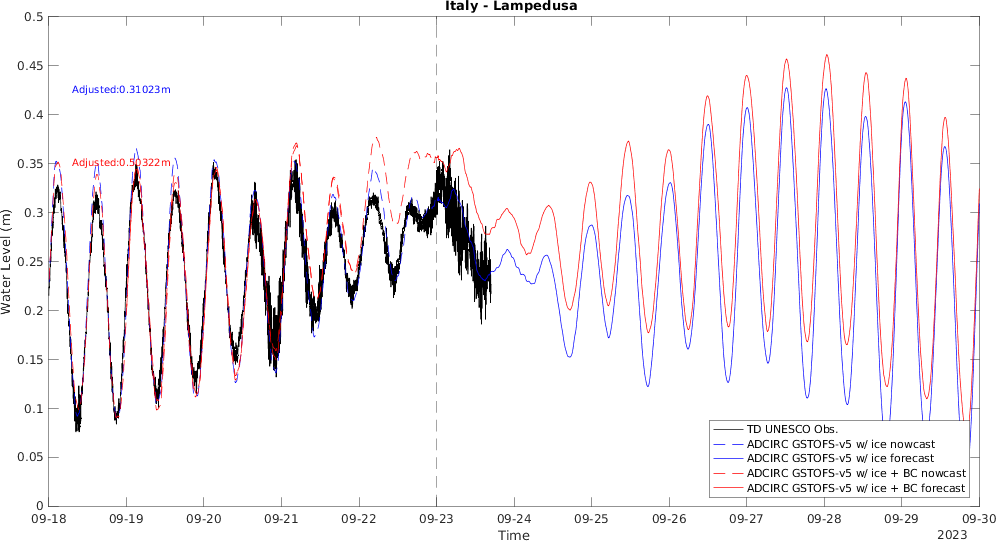 Italy - Lampedusa
0.5
0.45
0.4
0.35
0.3
0.25
0.2
0.15
0.1
0.05
0
Water Level (m)
Adjusted:0.31023m
Adjusted:0.50322m
TD UNESCO Obs.
ADCIRC GSTOFS-v5 w/ ice nowcast
ADCIRC GSTOFS-v5 w/ ice forecast
ADCIRC GSTOFS-v5 w/ ice + BC nowcast
ADCIRC GSTOFS-v5 w/ ice + BC forecast
09-18 09-19 09-20 09-21 09-22 09-23 09-24 09-25 09-26 09-27 09-28 09-29 09-30
Time
2023